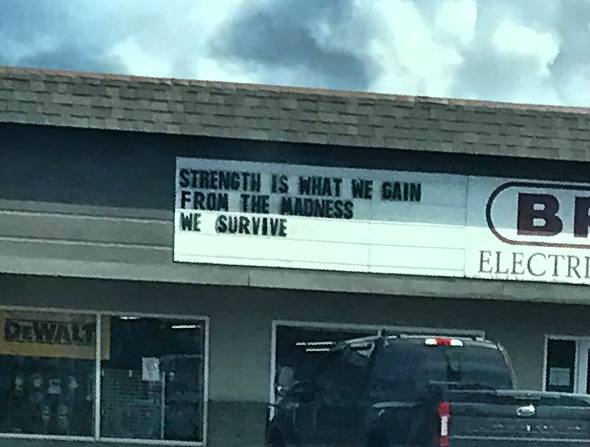 STRENGTH IS WHAT WE GAIN
FROM THE MADNESS
WE SURVIVE
ELECTRI
DEWALT